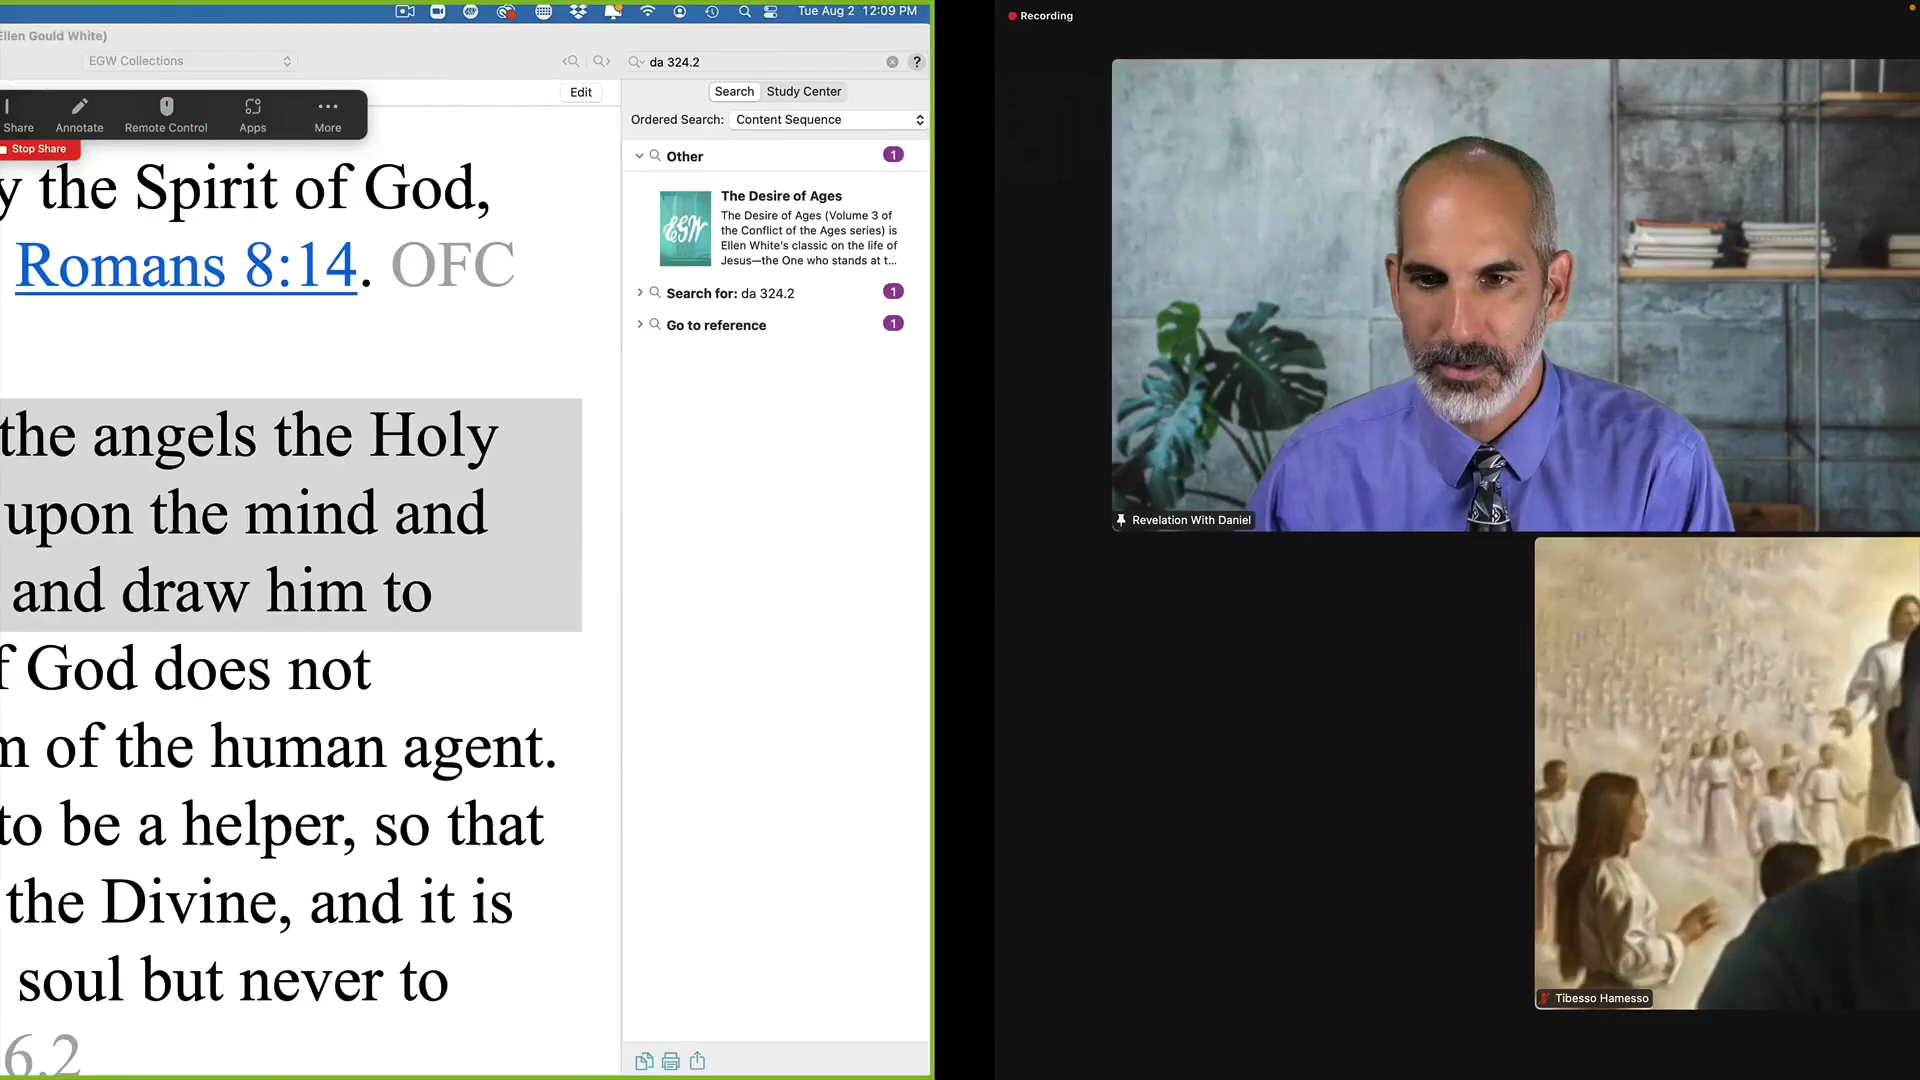 Tue Aug 2 12:09 PM
Ellen Gould White)
EGW Collections
da 324.2
?
Edit
Search
Study Center
Share
Annotate
Remote Control
Apps
More
Stop Share
Ordered Search:
Content Sequence
Other
1
The Desire of Ages
The Desire of Ages (Volume 3 of
the Conflict of the Ages series) is
Ellen White's classic on the life of
Jesus—the One who stands at t...
EGW
Search for: da 324.2
1
Go to reference
1
y the Spirit of God,
Romans 8:14. OFC
the angels the Holy
upon the mind and
and draw him to
f God does not
m of the human agent.
to be a helper, so that
the Divine, and it is
soul but never to
6.2
Recording
Revelation With Daniel
Tibesso Hamesso